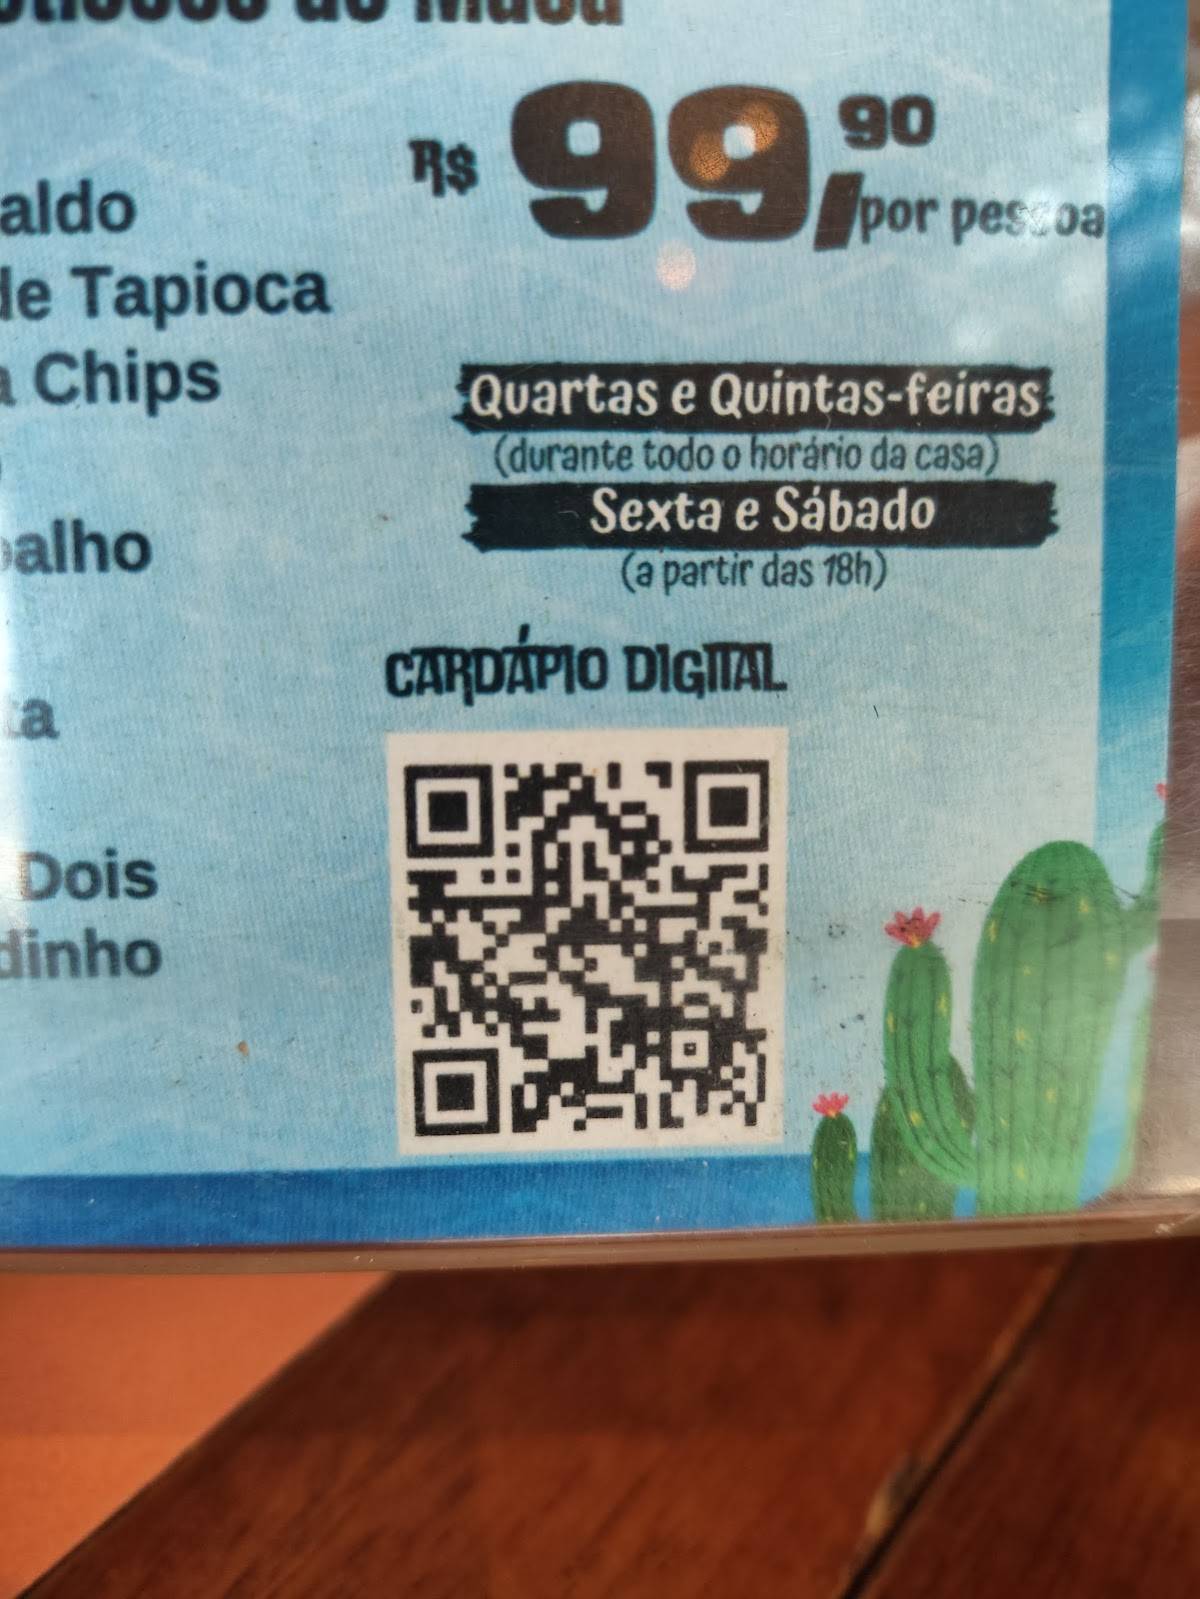 R$ 99,90
/por pessoa
aldo
de Tapioca
a Chips
Quartas e Quintas-feiras
(durante todo o horário da casa)
Sexta e Sábado
(a partir das 18h)
alho
ta
Dois
dinho
CARDÁPIO DIGITAL